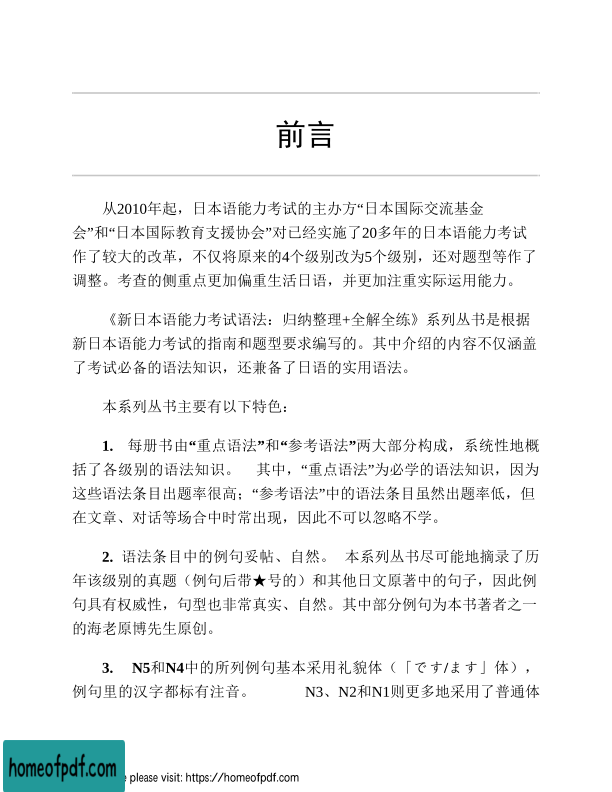 前言
从2010年起，日本语能力考试的主办方“日本国际交流基金
会”和“日本国际教育支援协会”对已经实施了20多年的日本语能力考试
作了较大的改革，不仅将原来的4个级别改为5个级别，还对题型等作了
调整。考查的侧重点更加偏重生活日语，并更加注重实际运用能力。
《新日本语能力考试语法：归纳整理+全解全练》系列丛书是根据
新日本语能力考试的指南和题型要求编写的。其中介绍的内容不仅涵盖
了考试必备的语法知识，还兼备了日语的实用语法。
本系列丛书主要有以下特色：
1. 每册书由“重点语法”和“参考语法”两大部分构成，系统性地概
括了各级别的语法知识。 其中，“重点语法”为必学的语法知识，因为
这些语法条目出题率很高；“参考语法”中的语法条目虽然出题率低，但
在文章、对话等场合中时常出现，因此不可以忽略不学。
2. 语法条目中的例句妥帖、自然。 本系列丛书尽可能地摘录了历
年该级别的真题（例句后带★号的）和其他日文原著中的句子，因此例
句具有权威性，句型也非常真实、自然。其中部分例句为本书著者之一
的海老原博先生原创。
3. N5和N4中的所列例句基本采用礼貌体（「です/ます」体），
例句里的汉字都标有注音。 N3、N2和N1则更多地采用了普通体
homeofpdf.com
please visit: https://homeofpdf.com